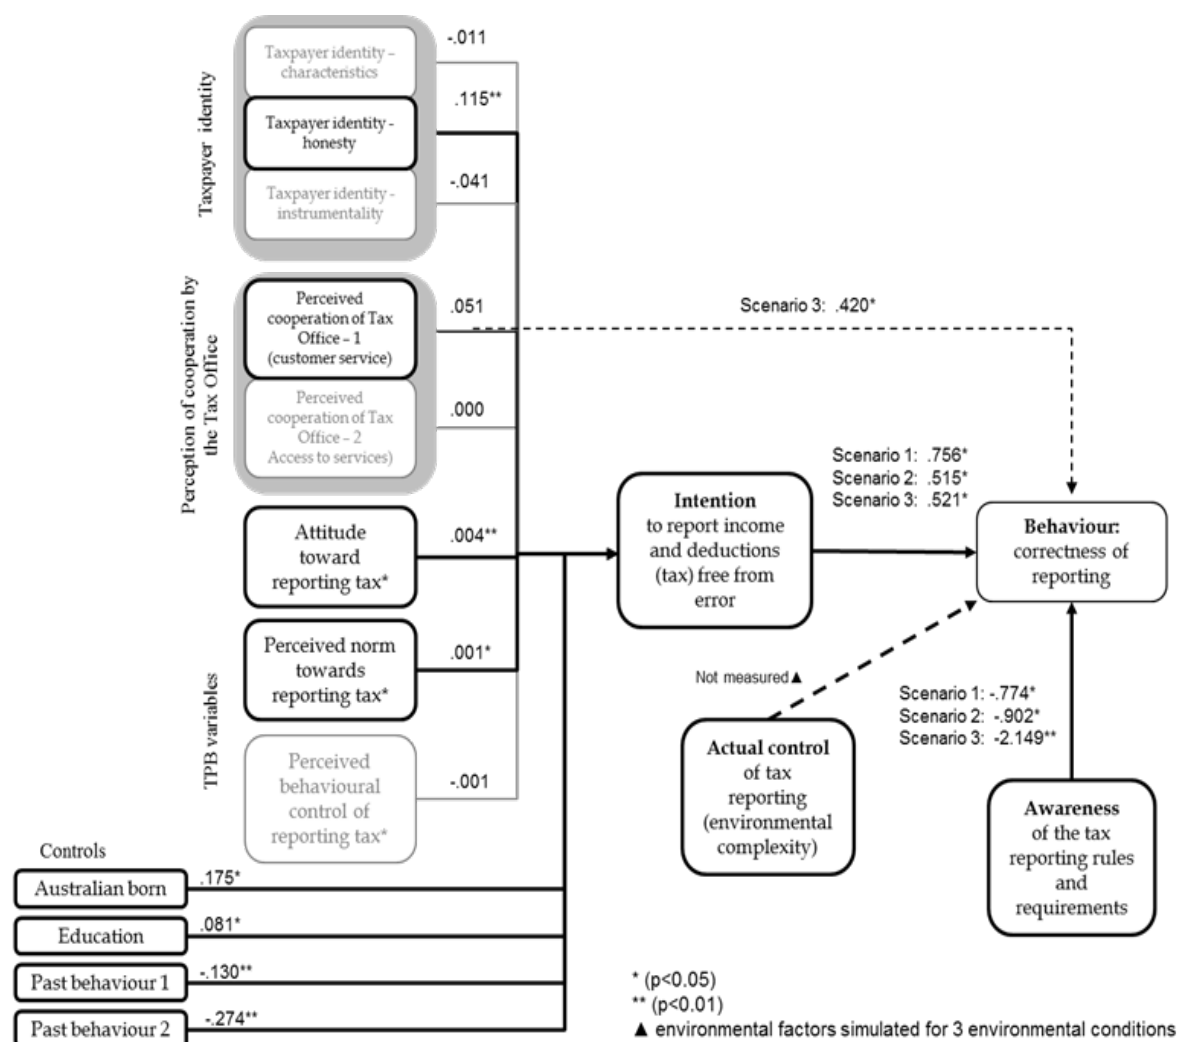 Taxpayer identity
Taxpayer identity –
characteristics
-.011
Taxpayer identity -
honesty
.115**
Taxpayer identity -
instrumentality
-.041
Perception of cooperation by
the Tax Office
Perceived
cooperation of Tax
Office – 1
(customer service)
.051
Scenario 3: .420*
Perceived
cooperation of Tax
Office – 2
Access to services)
.000
TPB variables
Attitude
toward
reporting tax*
.004**
Perceived norm
towards
reporting tax*
.001*
Perceived
behavioural
control of
reporting tax*
-.001
Controls
Australian born
.175*
Education
.081*
Past behaviour 1
-.130**
Past behaviour 2
-.274**
Intention
to report income
and deductions
(tax) free from
error
Scenario 1: .756*
Scenario 2: .515*
Scenario 3: .521*
Behaviour:
correctness of
reporting
Not measured▲
Actual control
of tax
reporting
(environmental
complexity)
Scenario 1: -.774*
Scenario 2: -.902*
Scenario 3: -2.149**
Awareness
of the tax
reporting rules
and
requirements
* (p<0.05)
** (p<0.01)
▲ environmental factors simulated for 3 environmental conditions